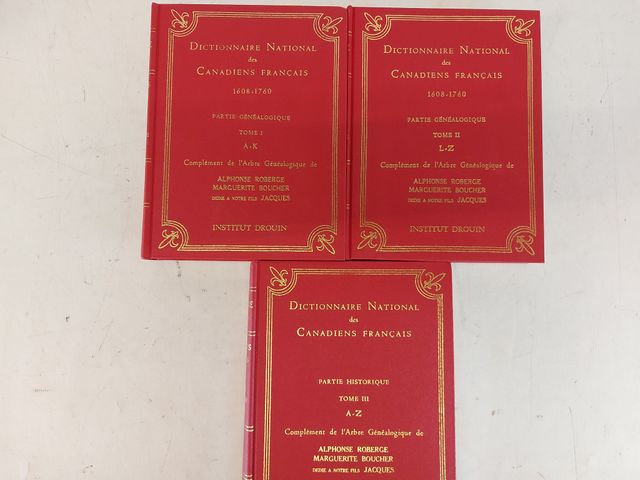 DICTIONNAIRE NATIONAL
des
CANADIENS FRANÇAIS
1608-1760
PARTIE GÉNÉALOGIQUE
TOME I
A-K
Complément de l'Arbre Généalogique de
ALPHONSE ROBERGE
MARGUERITE BOUCHER
DÉDIÉ A NOTRE FILS JACQUES
INSTITUT DROUIN
DICTIONNAIRE NATIONAL
des
CANADIENS FRANÇAIS
1608-1760
PARTIE GÉNÉALOGIQUE
TOME II
L-Z
Complément de l'Arbre Généalogique de
ALPHONSE ROBERGE
MARGUERITE BOUCHER
DÉDIÉ A NOTRE FILS JACQUES
INSTITUT DROUIN
DICTIONNAIRE NATIONAL
des
CANADIENS FRANÇAIS
PARTIE HISTORIQUE
TOME III
A-Z
Complément de l'Arbre Généalogique de
ALPHONSE ROBERGE
MARGUERITE BOUCHER
DÉDIÉ A NOTRE FILS JACQUES